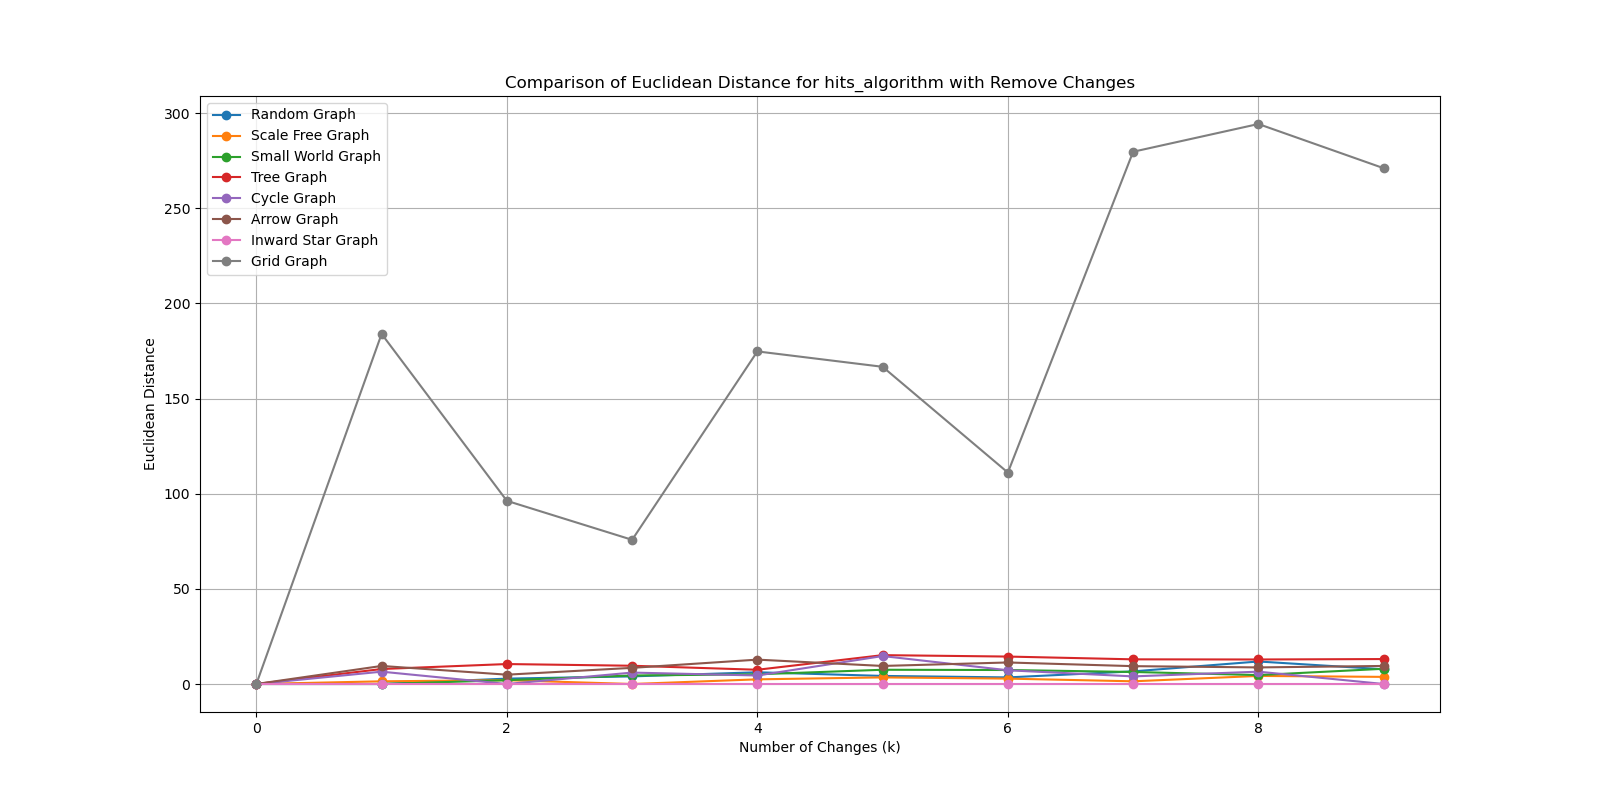 Comparison of Euclidean Distance for hits_algorithm with Remove Changes
300
250
200
150
100
50
0
Euclidean Distance
Random Graph
Scale Free Graph
Small World Graph
Tree Graph
Cycle Graph
Arrow Graph
Inward Star Graph
Grid Graph
0 2 4 6 8
Number of Changes (k)